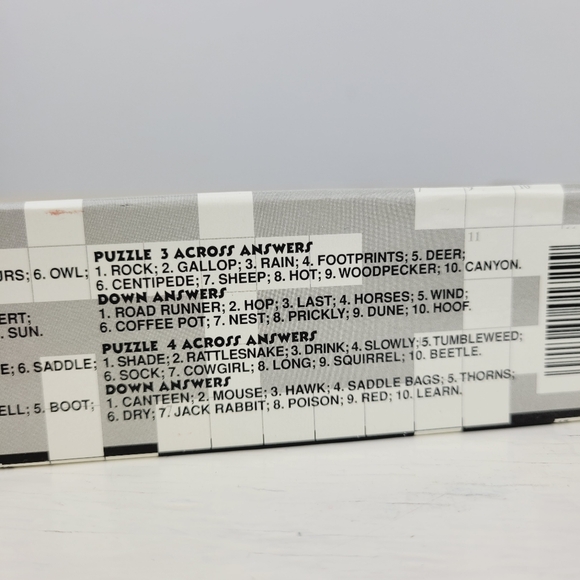 PUZZLE 3 ACROSS ANSWERS
URS; 6. OWL; 1. ROCK; 2. GALLOP; 3. RAIN; 4. FOOTPRINTS; 5. DEER;
6. CENTIPEDE; 7. SHEEP; 8. HOT; 9. WOODPECKER; 10. CANYON.
DOWN ANSWERS
ERT; 1. ROAD RUNNER; 2. HOP; 3. LAST; 4. HORSES; 5. WIND;
. SUN. 6. COFFEE POT; 7. NEST; 8. PRICKLY; 9. DUNE; 10. HOOF.
PUZZLE 4 ACROSS ANSWERS
E; 6. SADDLE; 1. SHADE; 2. RATTLESNAKE; 3. DRINK; 4. SLOWLY; 5. TUMBLEWEED;
6. SOCK; 7. COWGIRL; 8. LONG; 9. SQUIRREL; 10. BEETLE.
DOWN ANSWERS
ELL; 5. BOOT; 1. CANTEEN; 2. MOUSE; 3. HAWK; 4. SADDLE BAGS; 5. THORNS;
6. DRY; 7. JACK RABBIT; 8. POISON; 9. RED; 10. LEARN.
11